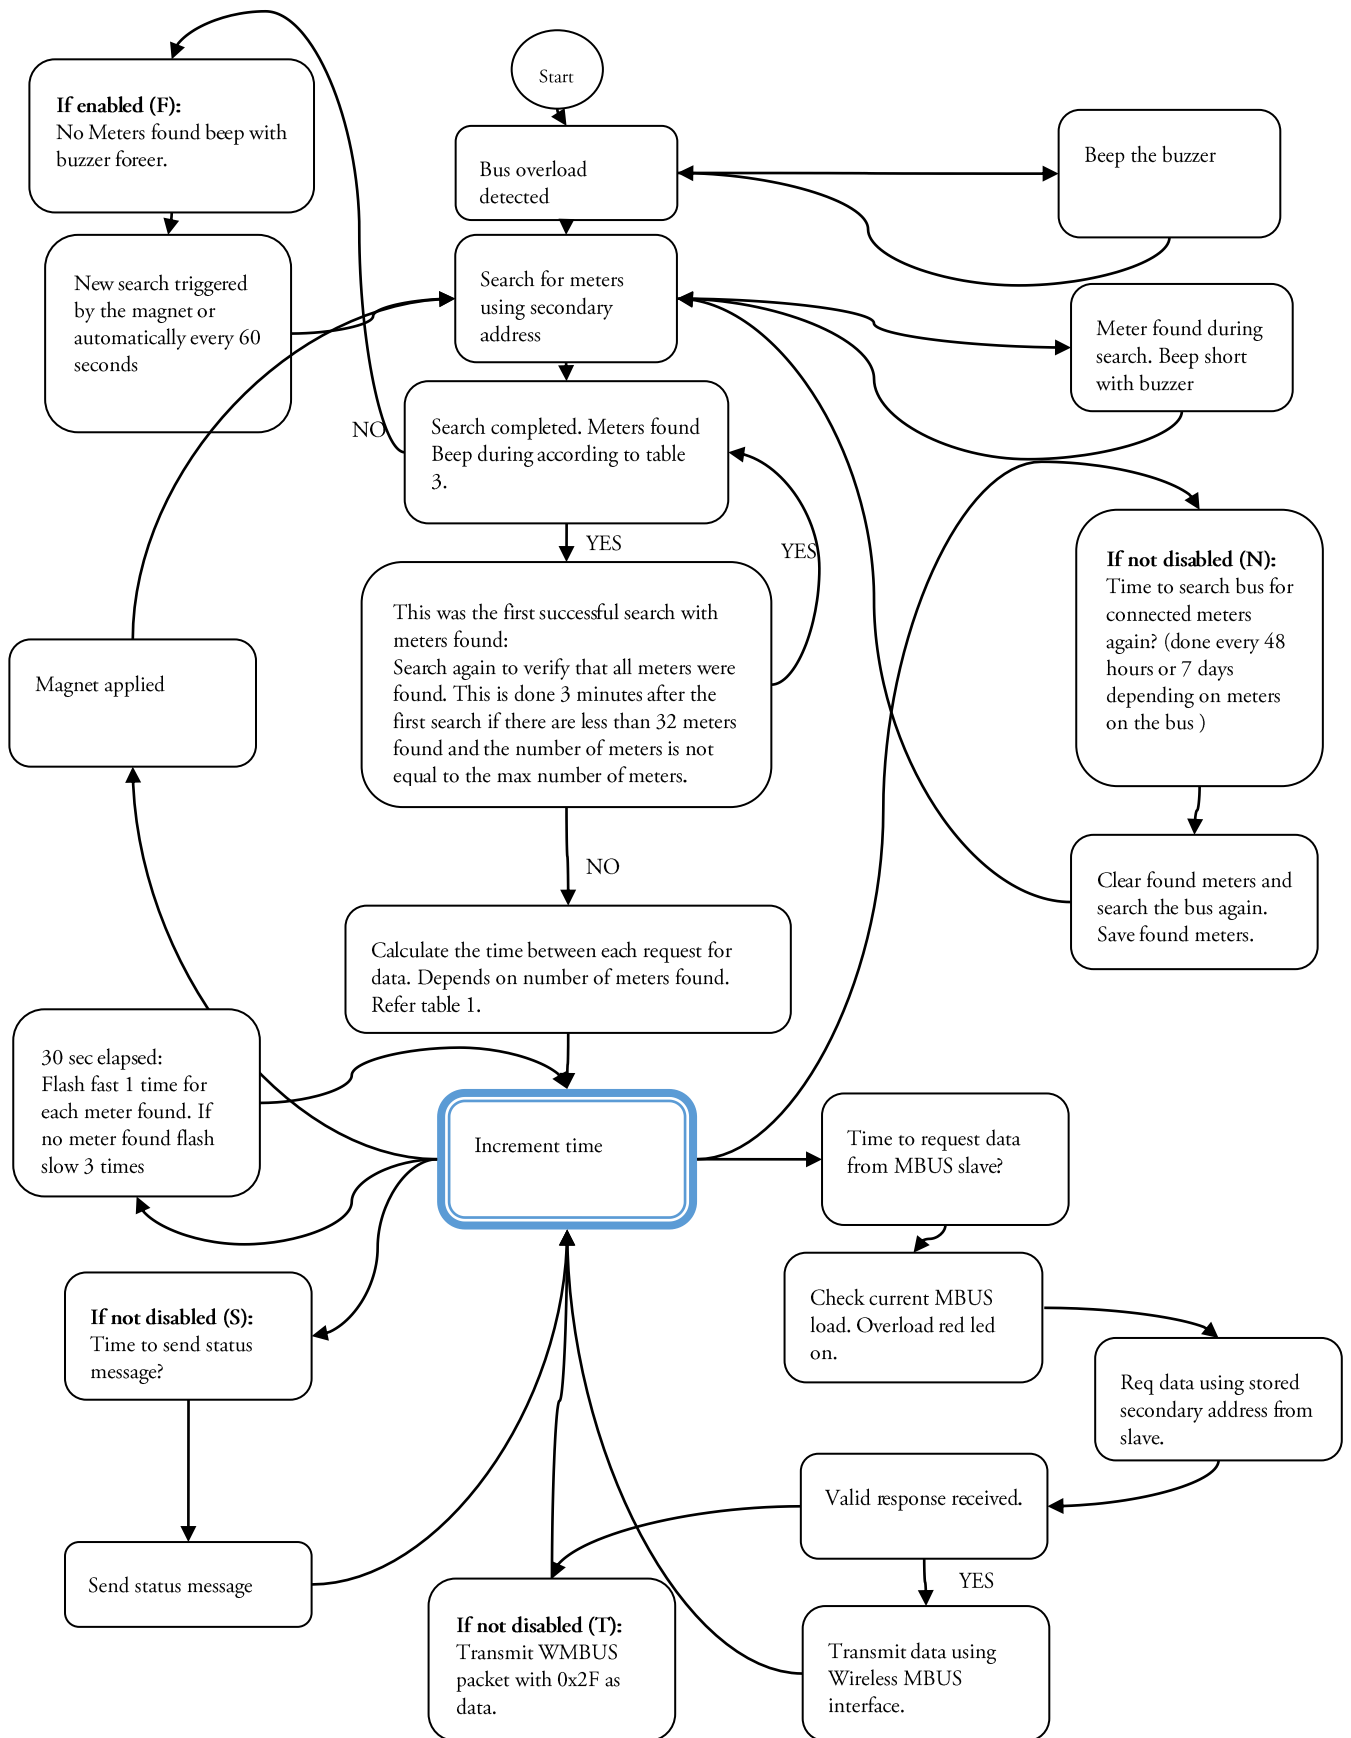 Start
If enabled (F):
No Meters found beep with
buzzer foreer.
Bus overload
detected
Beep the buzzer
New search triggered
by the magnet or
automatically every 60
seconds
Search for meters
using secondary
address
Meter found during
search. Beep short
with buzzer
NO
Search completed. Meters found
Beep during according to table
3.
YES
YES
If not disabled (N):
Time to search bus for
connected meters
again? (done every 48
hours or 7 days
depending on meters
on the bus )
This was the first successful search with
meters found:
Search again to verify that all meters were
found. This is done 3 minutes after the
first search if there are less than 32 meters
found and the number of meters is not
equal to the max number of meters.
Magnet applied
NO
Clear found meters and
search the bus again.
Save found meters.
Calculate the time between each request for
data. Depends on number of meters found.
Refer table 1.
30 sec elapsed:
Flash fast 1 time for
each meter found. If
no meter found flash
slow 3 times
Increment time
Time to request data
from MBUS slave?
Check current MBUS
load. Overload red led
on.
If not disabled (S):
Time to send status
message?
Req data using stored
secondary address from
slave.
Valid response received.
YES
Send status message
If not disabled (T):
Transmit WMBUS
packet with 0x2F as
data.
Transmit data using
Wireless MBUS
interface.